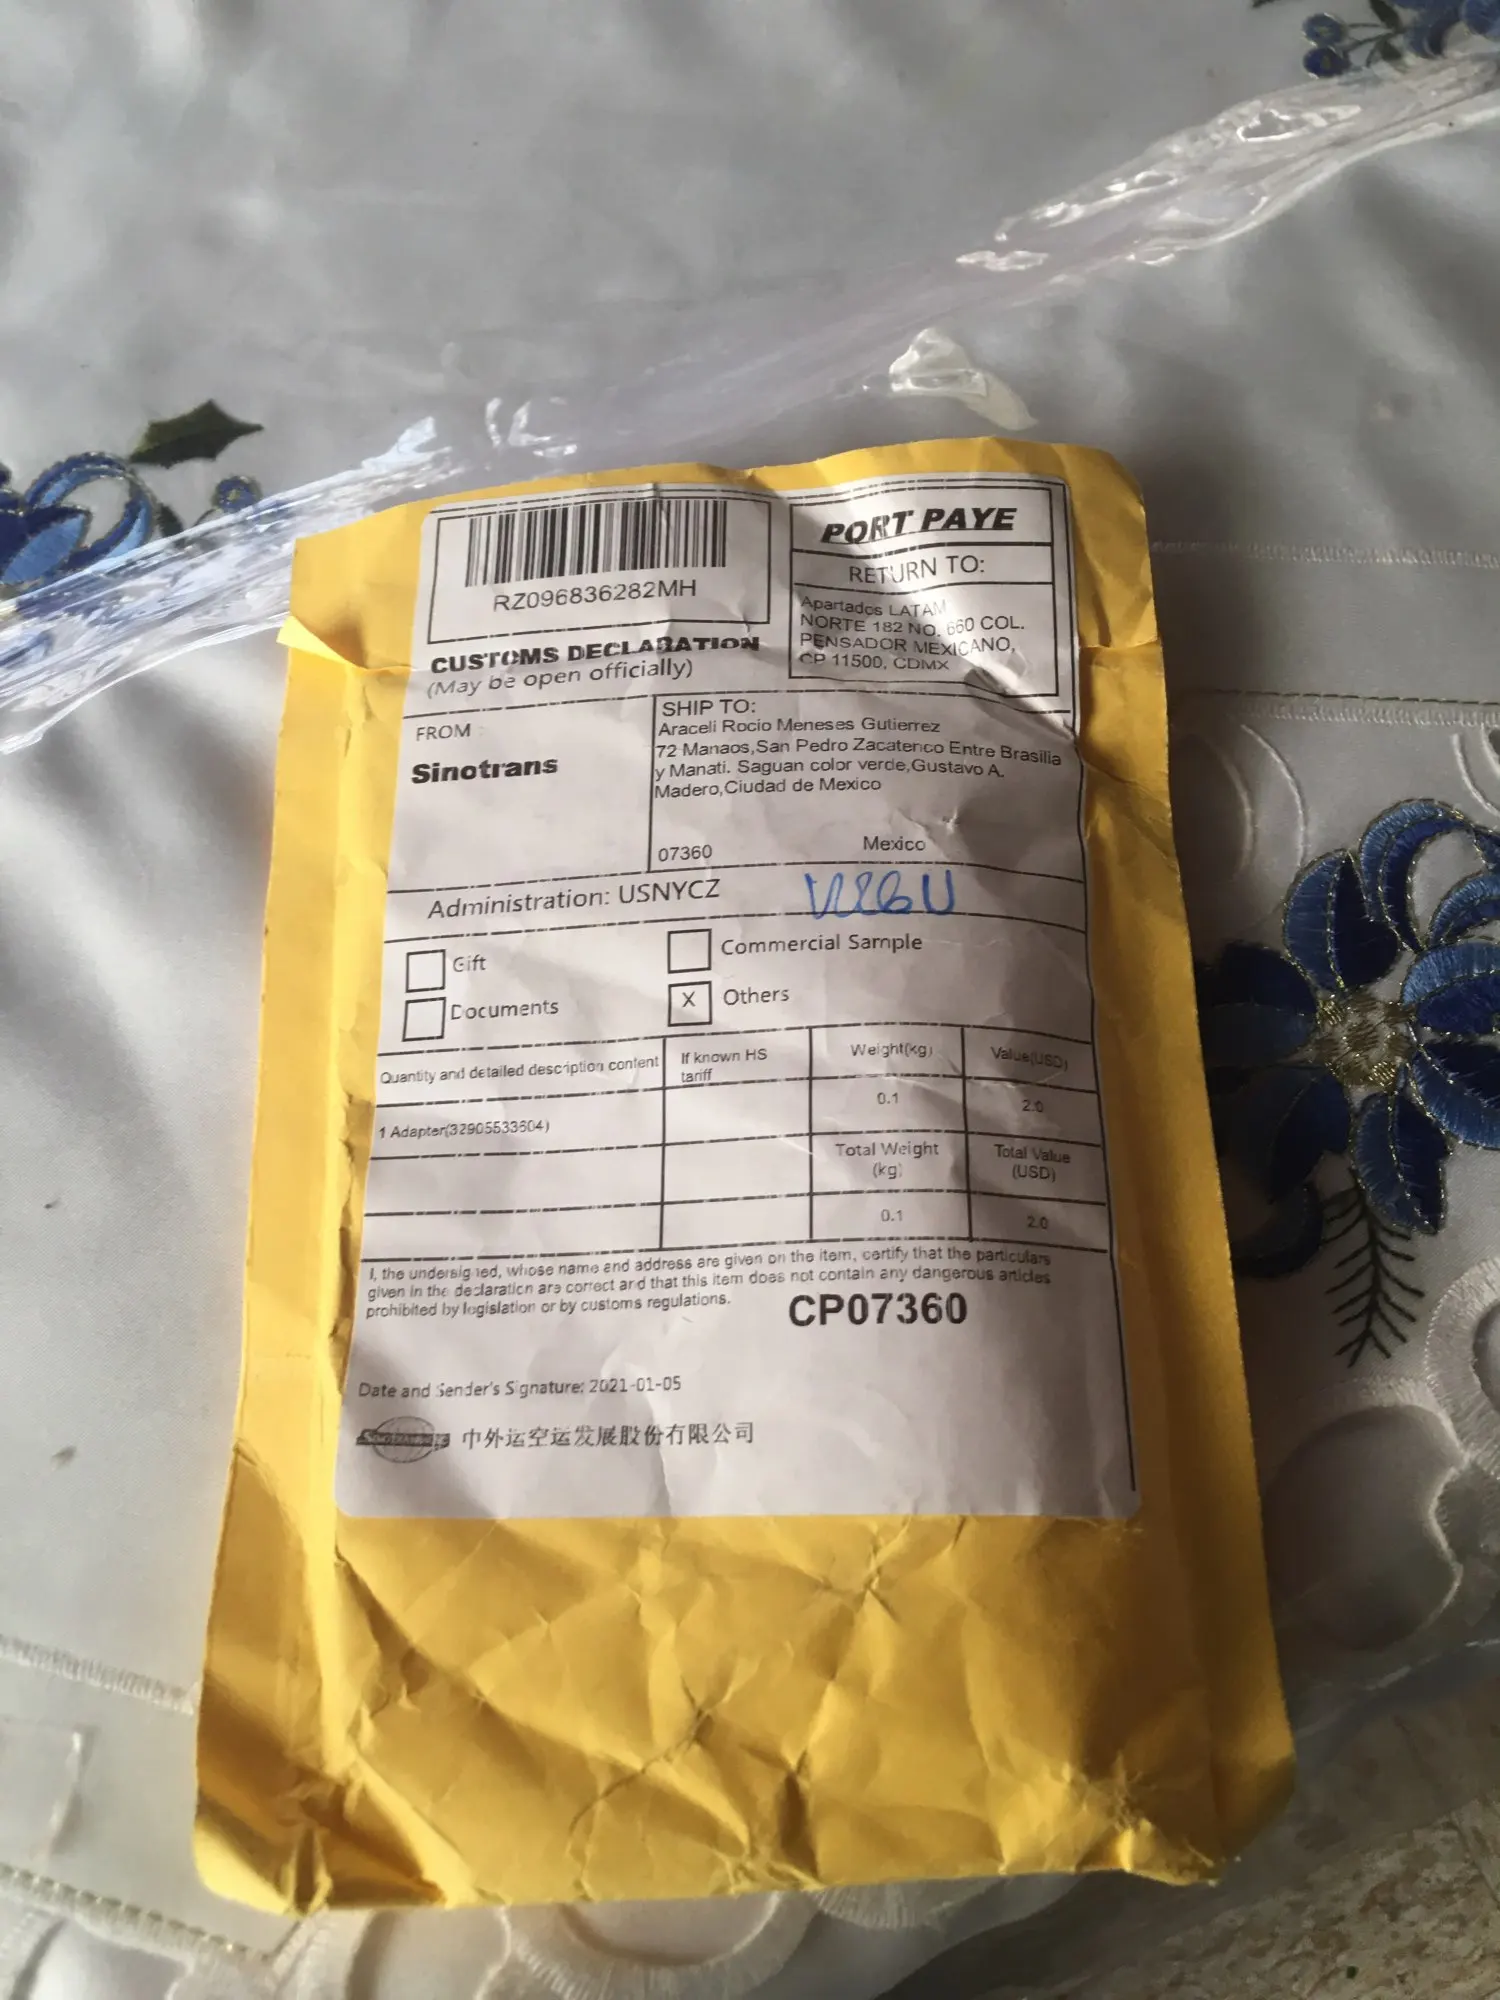 RZ096836282MH
PORT PAYE
RETURN TO:
Apartados LATAM
NORTE 182 NO. 660 COL.
PENSADOR MEXICANO,
CP 11500, CDMX
CUSTOMS DECLARATION
(May be open officially)
FROM :
Sinotrans
SHIP TO:
Araceli Rocio Meneses Gutierrez
72 Manaos,San Pedro Zacatenco Entre Brasilia
y Manati. Saguan color verde,Gustavo A.
Madero,Ciudad de Mexico
07360 Mexico
Administration: USNYCZ
Gift
Commercial Sample
Documents
X Others
Quantity and detailed description content
If known HS
tariff
Weight(kg)
Value(USD)
1 Adapter(32905533604)
0.1
2.0
Total Weight
(kg)
Total Value
(USD)
0.1
2.0
I, the undersigned, whose name and address are given on the item, certify that the particulars
given in the declaration are correct and that this item does not contain any dangerous articles
prohibited by legislation or by customs regulations.
CP07360
Date and Sender's Signature: 2021-01-05
Sinotrans 中外运空运发展股份有限公司